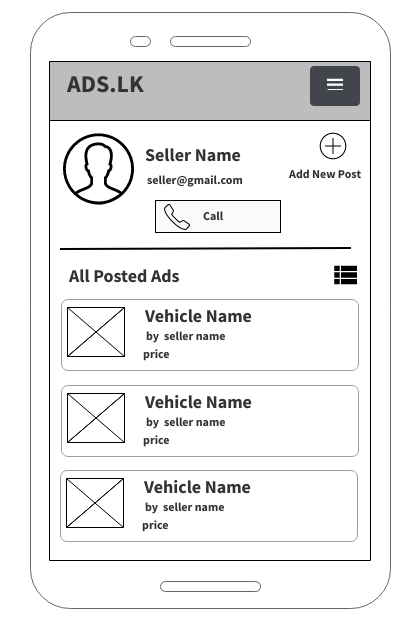 ADS.LK
Seller Name
seller@gmail.com
Add New Post
Call
All Posted Ads
Vehicle Name
by seller name
price
Vehicle Name
by seller name
price
Vehicle Name
by seller name
price